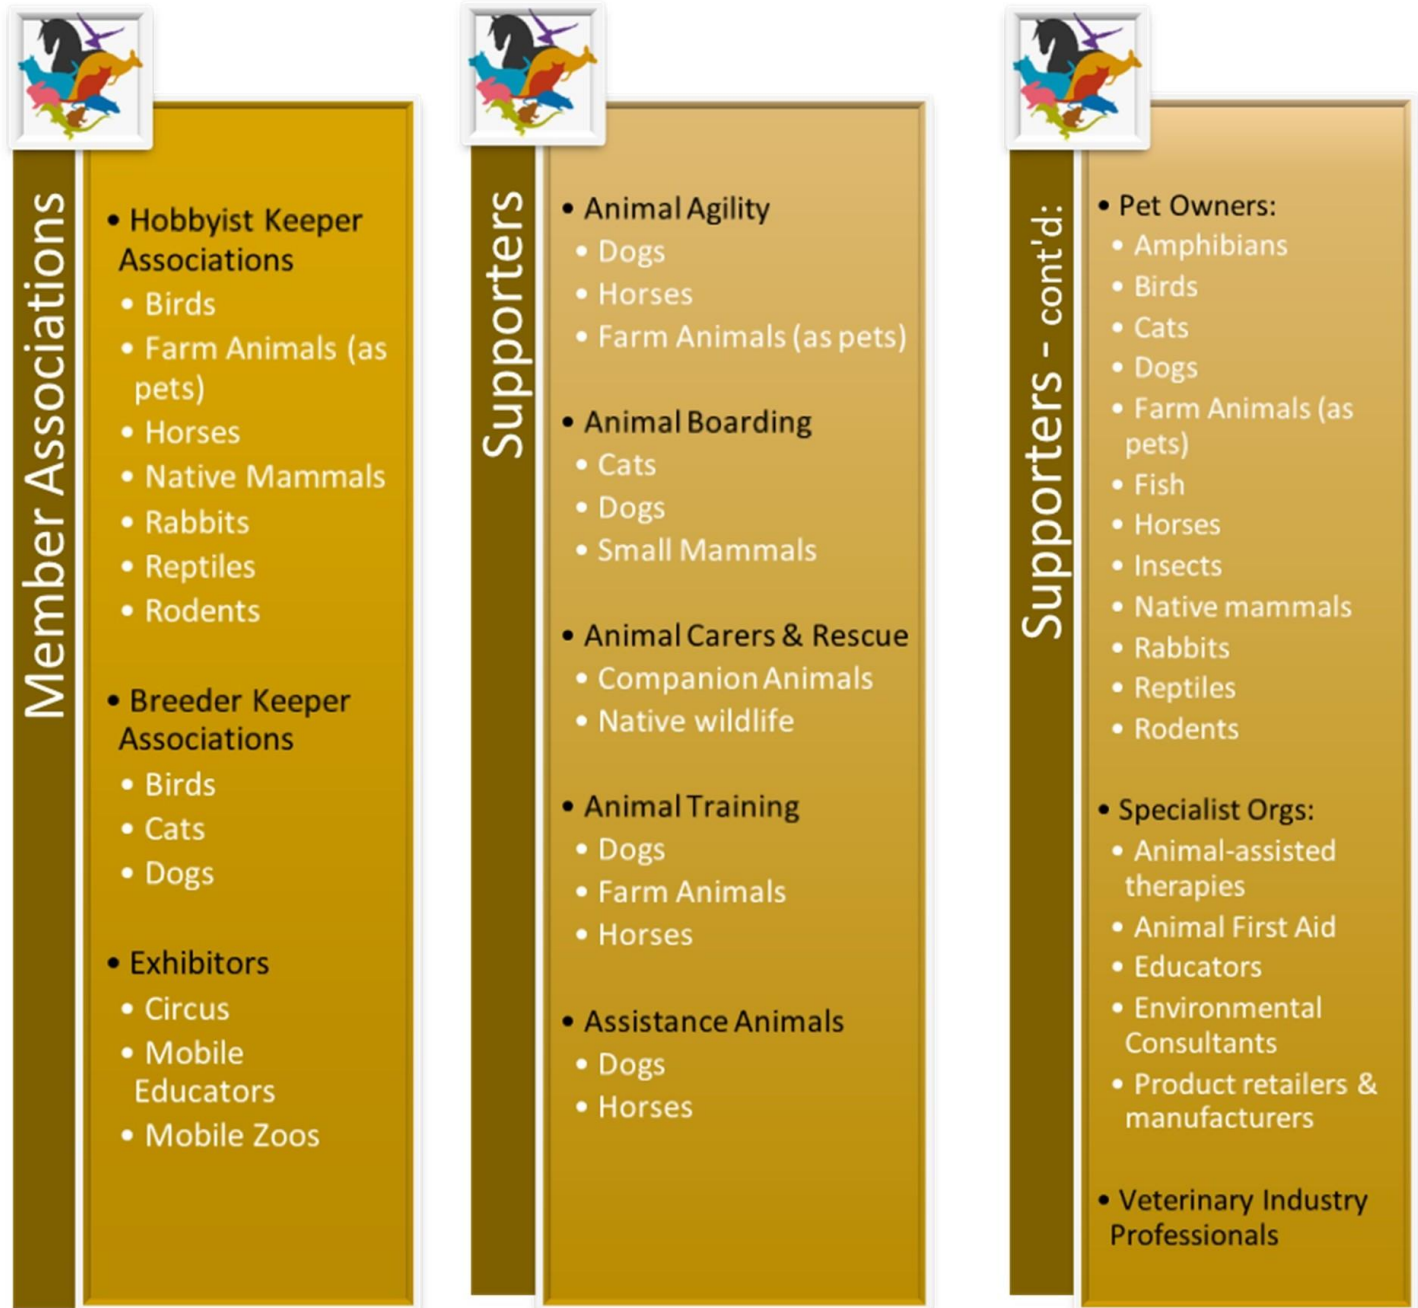 Member Associations
• Hobbyist Keeper
Associations
• Birds
• Farm Animals (as
pets)
• Horses
• Native Mammals
• Rabbits
• Reptiles
• Rodents
• Breeder Keeper
Associations
• Birds
• Cats
• Dogs
• Exhibitors
• Circus
• Mobile
Educators
• Mobile Zoos
Supporters
• Animal Agility
• Dogs
• Horses
• Farm Animals (as pets)
• Animal Boarding
• Cats
• Dogs
• Small Mammals
• Animal Carers & Rescue
• Companion Animals
• Native wildlife
• Animal Training
• Dogs
• Farm Animals
• Horses
• Assistance Animals
• Dogs
• Horses
Supporters - cont'd:
• Pet Owners:
• Amphibians
• Birds
• Cats
• Dogs
• Farm Animals (as
pets)
• Fish
• Horses
• Insects
• Native mammals
• Rabbits
• Reptiles
• Rodents
• Specialist Orgs:
• Animal-assisted
therapies
• Animal First Aid
• Educators
• Environmental
Consultants
• Product retailers &
manufacturers
• Veterinary Industry
Professionals